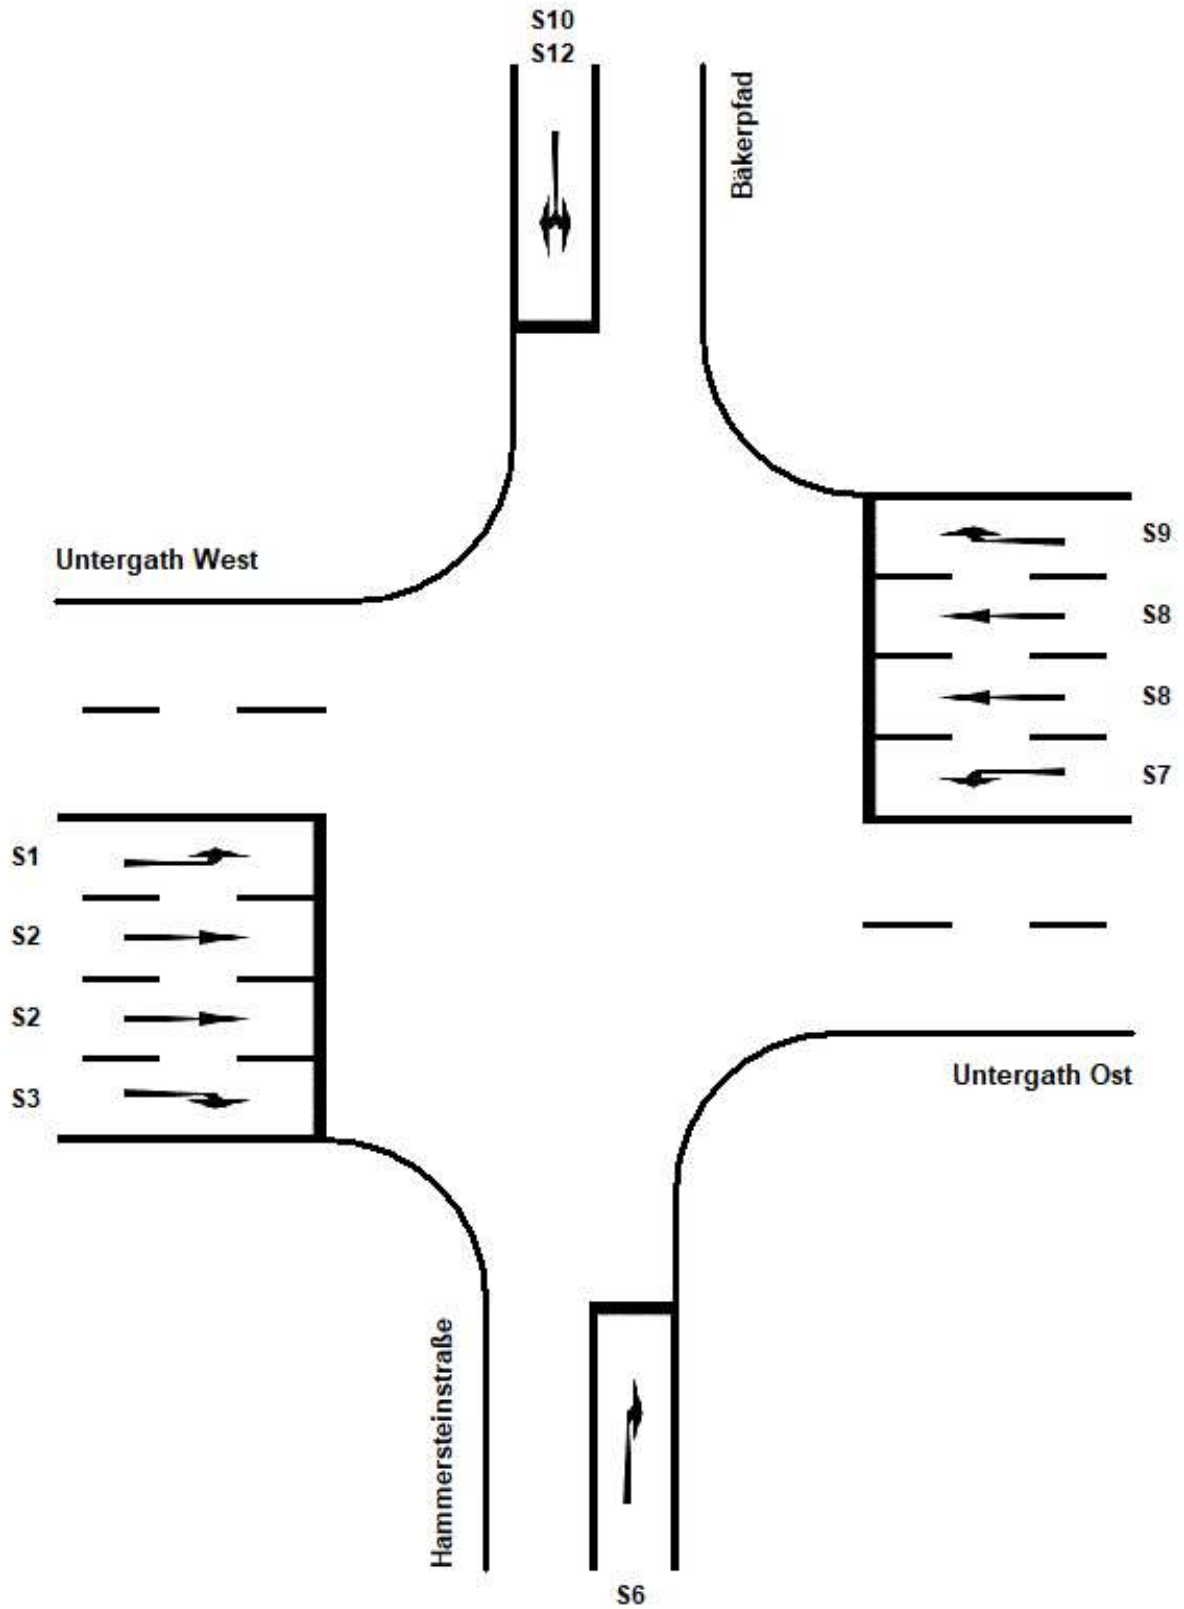 S10
S12
Bäkerpfad
Untergath West
S9
S8
S8
S7
S1
S2
S2
S3
Untergath Ost
Hammersteinstraße
S6